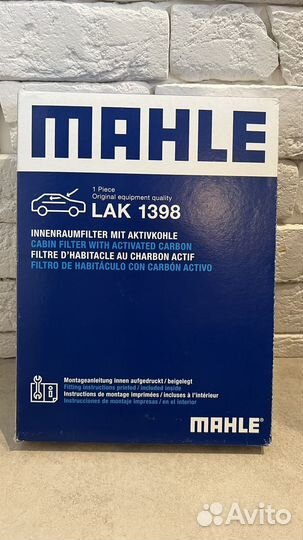 MAHLE
1 Piece
Original equipment quality
LAK 1398
INNENRAUMFILTER MIT AKTIVKOHLE
CABIN FILTER WITH ACTIVATED CARBON
FILTRE D'HABITACLE AU CHARBON ACTIF
FILTRO DE HABITÁCULO CON CARBÓN ACTIVO
Montageanleitung innen aufgedruckt / beigelegt
Fitting instructions printed / included inside
Instructions de montage imprimées / incluses à l'intérieur
Instrucciones de montaje impresas / en el interior
MAHLE®
Avito